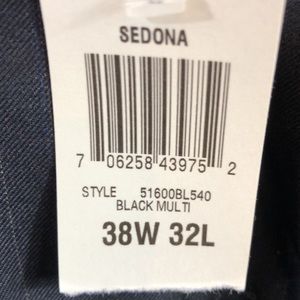 SEDONA
7 06258 43975 2
STYLE 51600BL540
BLACK MULTI
38W 32L